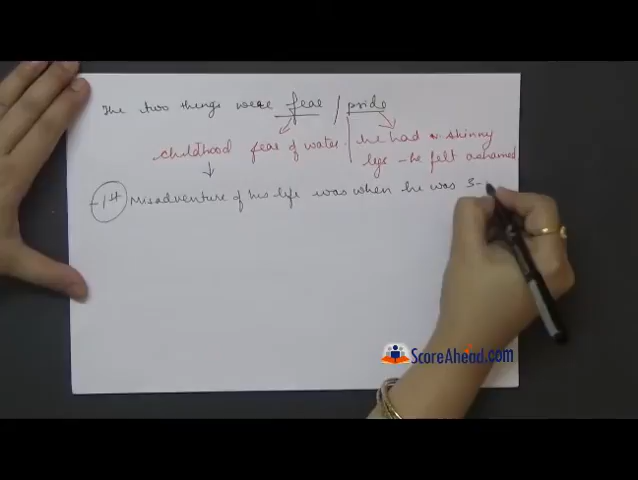 The two things were fear / pride
childhood fear of water. he had a skinny
legs - he felt ashamed
- 1st Misadventure of his life was when he was 3-
ScoreAhead.com